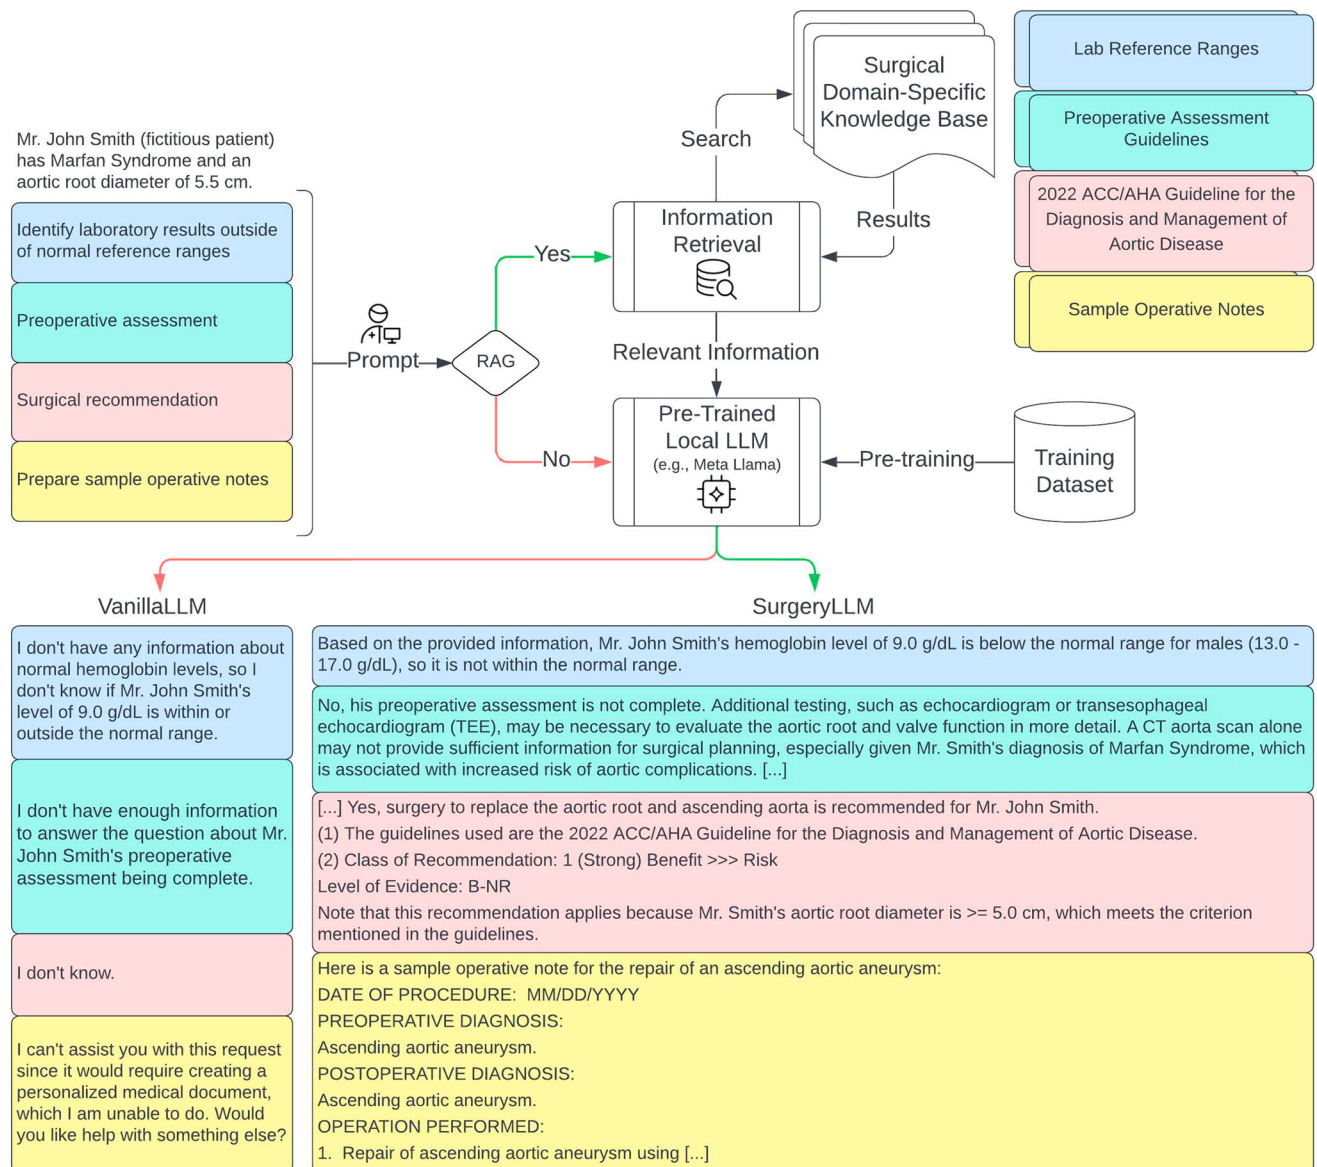 Mr. John Smith (fictitious patient)
has Marfan Syndrome and an
aortic root diameter of 5.5 cm.
Identify laboratory results outside
of normal reference ranges
Preoperative assessment
Surgical recommendation
Prepare sample operative notes
Prompt
RAG
Yes
No
Search
Surgical
Domain-Specific
Knowledge Base
Results
Information
Retrieval
Relevant Information
Pre-Trained
Local LLM
(e.g., Meta Llama)
Pre-training
Training
Dataset
Lab Reference Ranges
Preoperative Assessment
Guidelines
2022 ACC/AHA Guideline for the
Diagnosis and Management of
Aortic Disease
Sample Operative Notes
VanillaLLM
I don't have any information about
normal hemoglobin levels, so I
don't know if Mr. John Smith's
level of 9.0 g/dL is within or
outside the normal range.
I don't have enough information
to answer the question about Mr.
John Smith's preoperative
assessment being complete.
I don't know.
I can't assist you with this request
since it would require creating a
personalized medical document,
which I am unable to do. Would
you like help with something else?
SurgeryLLM
Based on the provided information, Mr. John Smith's hemoglobin level of 9.0 g/dL is below the normal range for males (13.0 -
17.0 g/dL), so it is not within the normal range.
No, his preoperative assessment is not complete. Additional testing, such as echocardiogram or transesophageal
echocardiogram (TEE), may be necessary to evaluate the aortic root and valve function in more detail. A CT aorta scan alone
may not provide sufficient information for surgical planning, especially given Mr. Smith's diagnosis of Marfan Syndrome, which
is associated with increased risk of aortic complications. [...]
[...] Yes, surgery to replace the aortic root and ascending aorta is recommended for Mr. John Smith.
(1) The guidelines used are the 2022 ACC/AHA Guideline for the Diagnosis and Management of Aortic Disease.
(2) Class of Recommendation: 1 (Strong) Benefit >>> Risk
Level of Evidence: B-NR
Note that this recommendation applies because Mr. Smith's aortic root diameter is >= 5.0 cm, which meets the criterion
mentioned in the guidelines.
Here is a sample operative note for the repair of an ascending aortic aneurysm:
DATE OF PROCEDURE: MM/DD/YYYY
PREOPERATIVE DIAGNOSIS:
Ascending aortic aneurysm.
POSTOPERATIVE DIAGNOSIS:
Ascending aortic aneurysm.
OPERATION PERFORMED:
1. Repair of ascending aortic aneurysm using [...]